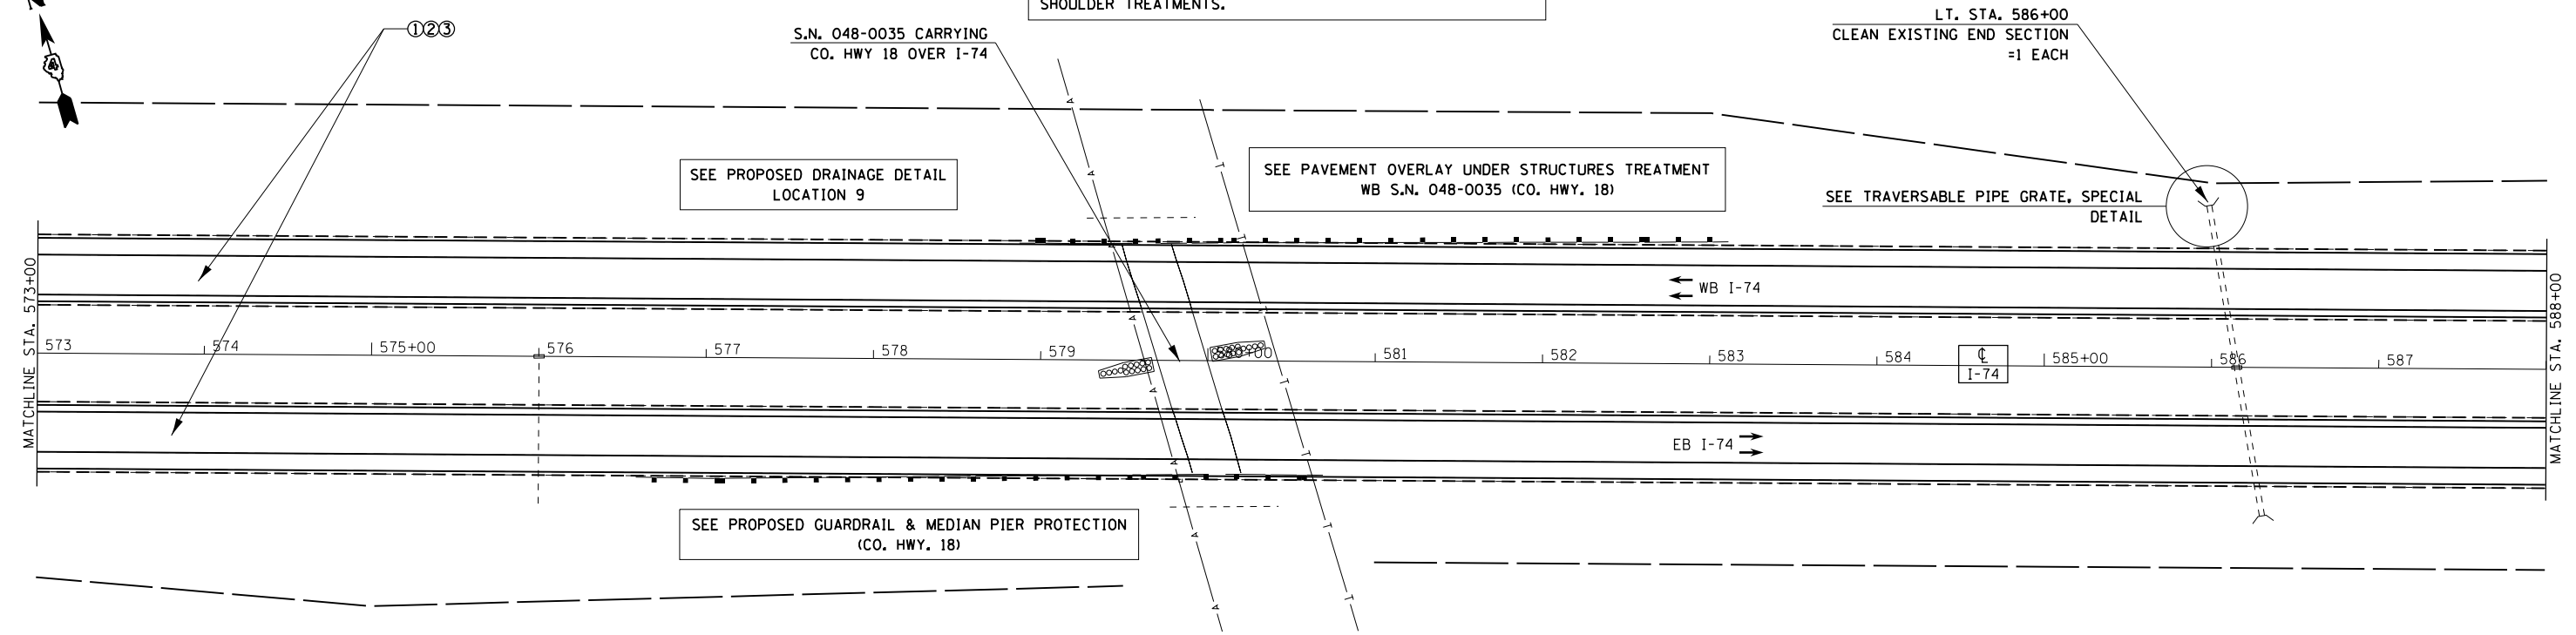 SHOULDER TREATMENTS.
①②③
S.N. 048-0035 CARRYING
CO. HWY 18 OVER I-74
LT. STA. 586+00
CLEAN EXISTING END SECTION
=1 EACH
4
SEE PROPOSED DRAINAGE DETAIL
LOCATION 9
SEE PAVEMENT OVERLAY UNDER STRUCTURES TREATMENT
WB S.N. 048-0035 (CO. HWY. 18)
SEE TRAVERSABLE PIPE GRATE, SPECIAL
DETAIL
MATCHLINE STA. 573+00
WB I-74
573 574 575+00 576 577 578 579 580+00 581 582 583 584 585+00 586 587
℄
I-74
EB I-74
MATCHLINE STA. 588+00
SEE PROPOSED GUARDRAIL & MEDIAN PIER PROTECTION
(CO. HWY. 18)
A A A A A A A
T T T T T T T